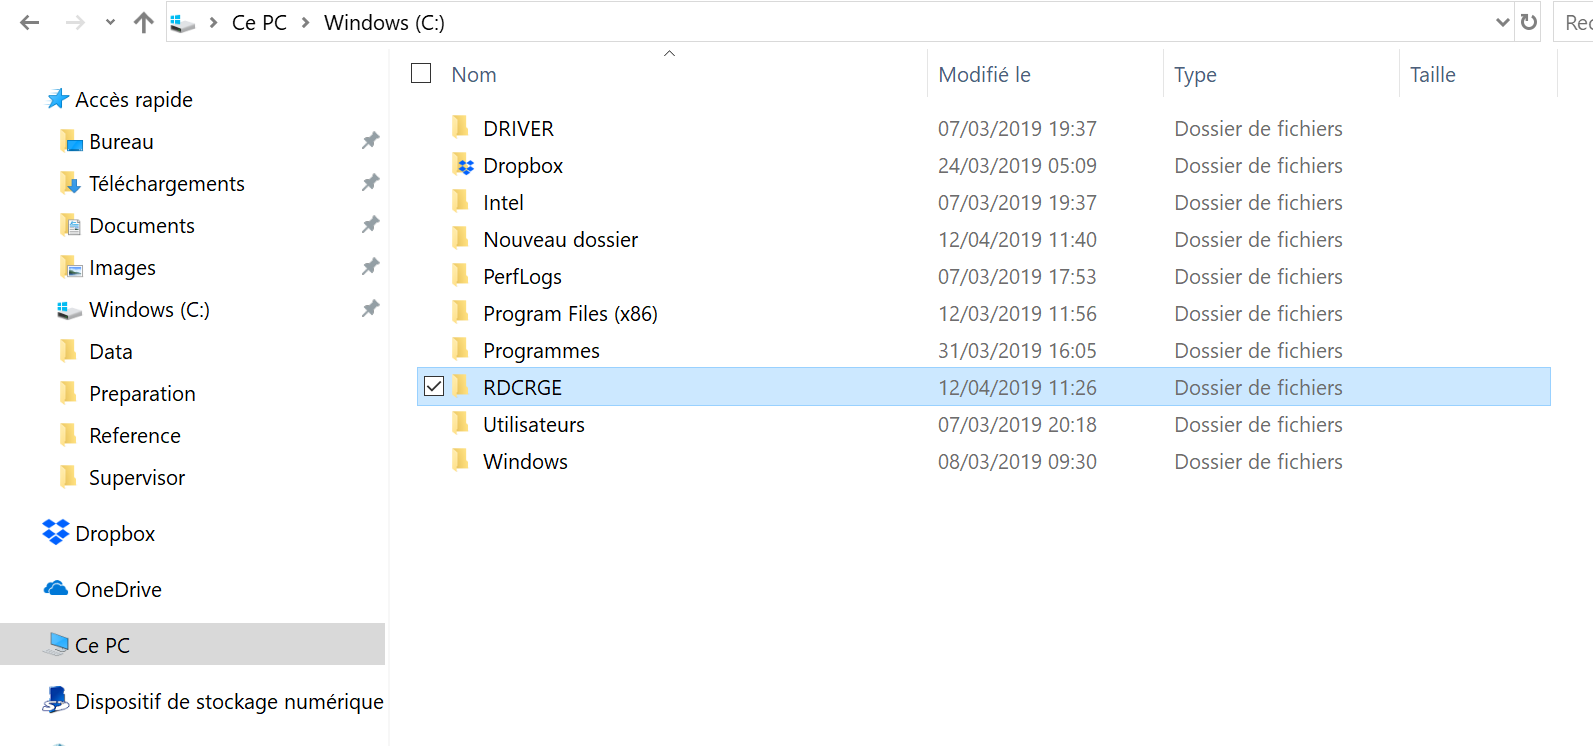 Ce PC > Windows (C:)
Rec
Nom Modifié le Type Taille
Accès rapide
Bureau
Téléchargements
Documents
Images
Windows (C:)
Data
Preparation
Reference
Supervisor
Dropbox
OneDrive
Ce PC
Dispositif de stockage numérique
DRIVER 07/03/2019 19:37 Dossier de fichiers
Dropbox 24/03/2019 05:09 Dossier de fichiers
Intel 07/03/2019 19:37 Dossier de fichiers
Nouveau dossier 12/04/2019 11:40 Dossier de fichiers
PerfLogs 07/03/2019 17:53 Dossier de fichiers
Program Files (x86) 12/03/2019 11:56 Dossier de fichiers
Programmes 31/03/2019 16:05 Dossier de fichiers
RDCRGE 12/04/2019 11:26 Dossier de fichiers
Utilisateurs 07/03/2019 20:18 Dossier de fichiers
Windows 08/03/2019 09:30 Dossier de fichiers